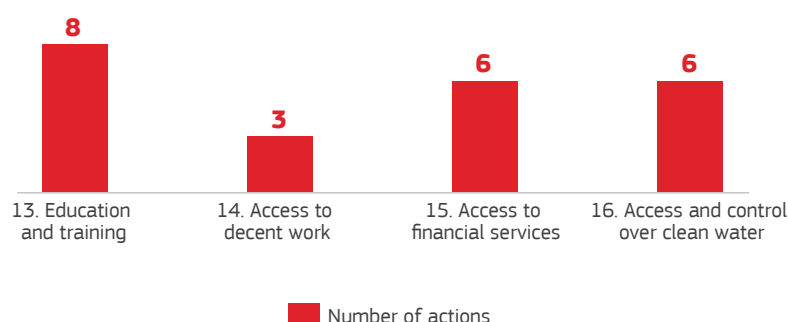 8
3
6
6
13. Education
and training
14. Access to
decent work
15. Access to
financial services
16. Access and control
over clean water
Number of actions